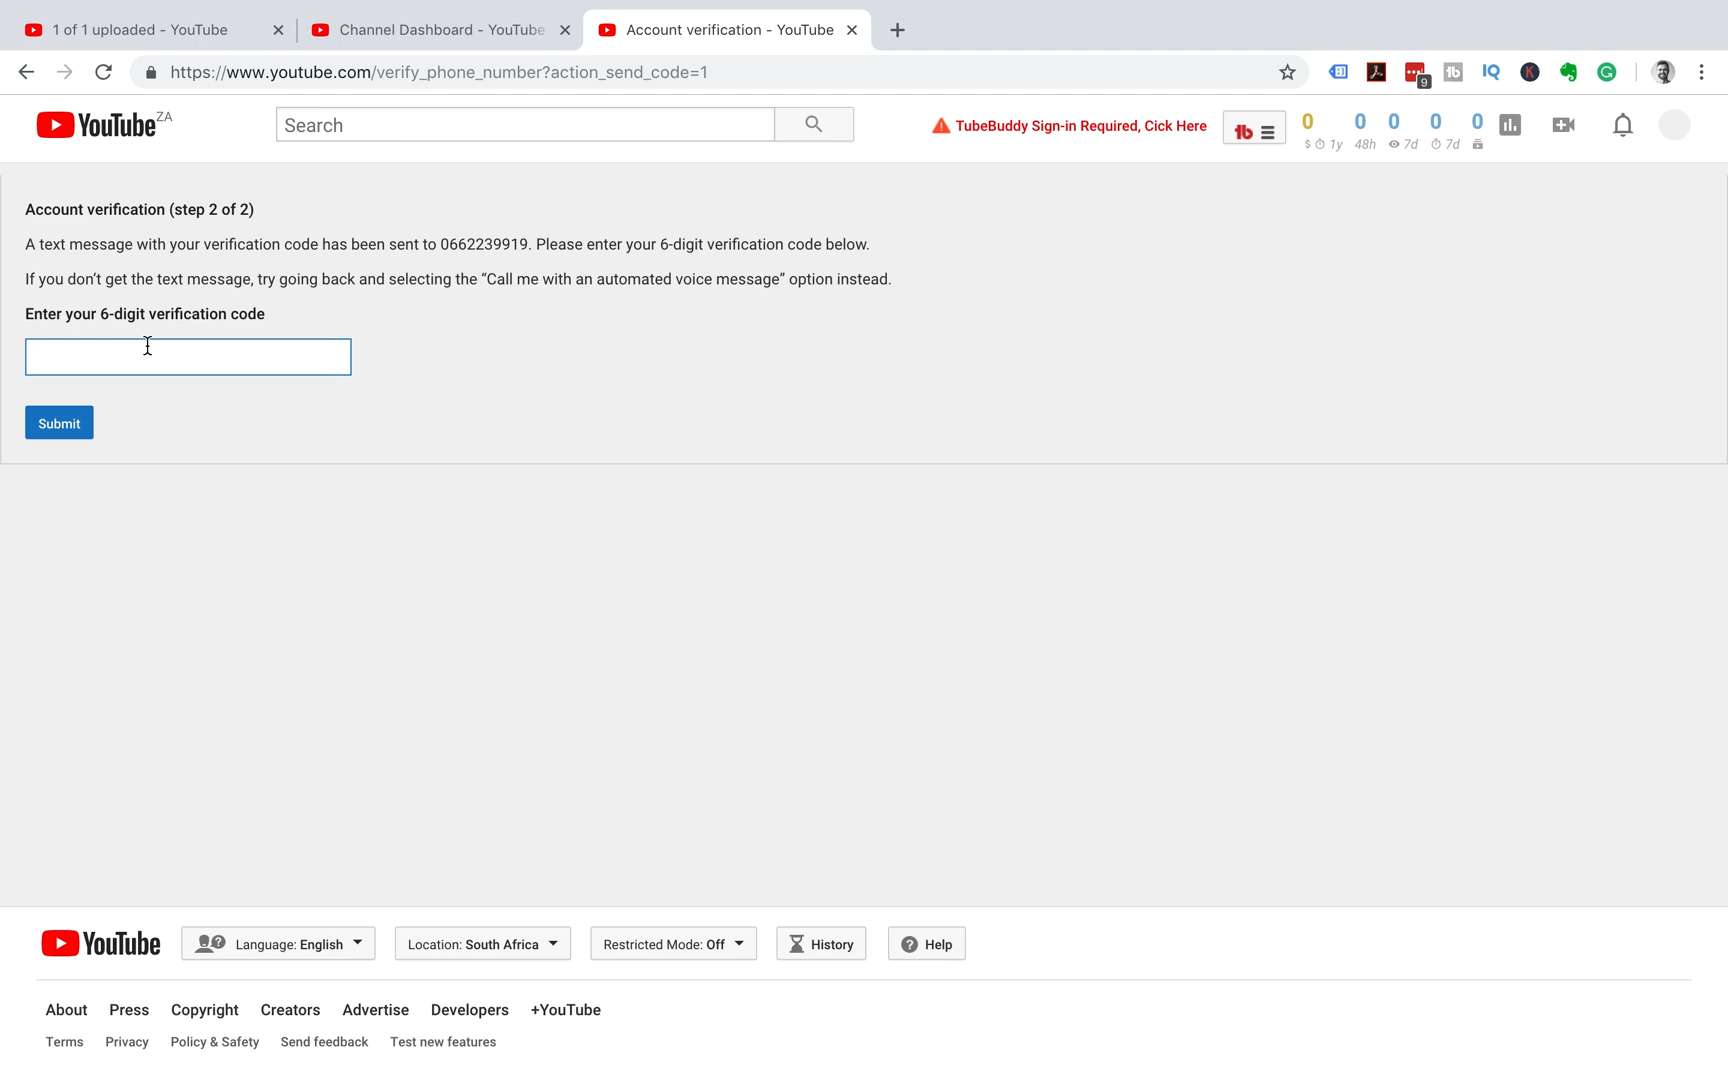 1 of 1 uploaded - YouTube
Channel Dashboard - YouTube
Account verification - YouTube
https://www.youtube.com/verify_phone_number?action_send_code=1
9
IQ
K
YouTube ZA
Search
TubeBuddy Sign-in Required, Cick Here
0 0 0 0 0
$ 1y 48h 7d 7d
Account verification (step 2 of 2)
A text message with your verification code has been sent to 0662239919. Please enter your 6-digit verification code below.
If you don’t get the text message, try going back and selecting the “Call me with an automated voice message” option instead.
Enter your 6-digit verification code
Submit
YouTube
Language: English
Location: South Africa
Restricted Mode: Off
History
Help
About Press Copyright Creators Advertise Developers +YouTube
Terms Privacy Policy & Safety Send feedback Test new features